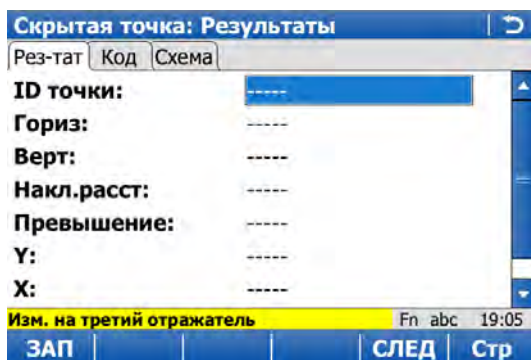 Скрытая точка: Результаты
Рез-тат Код Схема
ID точки: -----
Гориз: -----
Верт: -----
Накл.расст: -----
Превышение: -----
Y: -----
X: -----
Изм. на третий отражатель Fn abc 19:05
ЗАП СЛЕД Стр